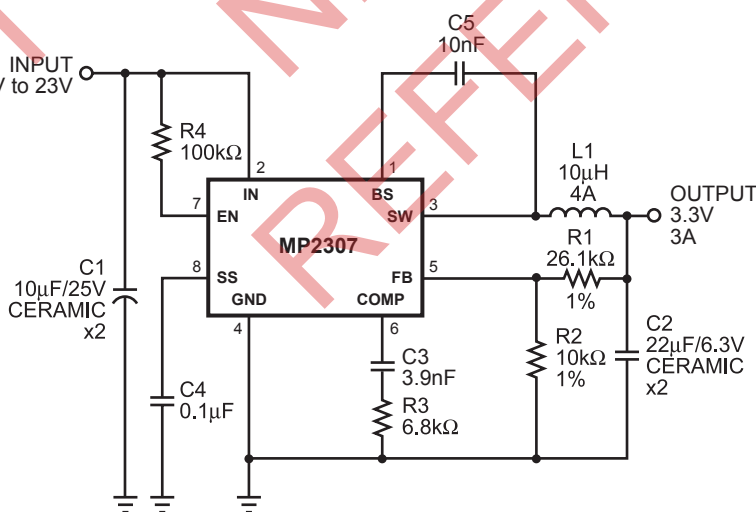 C5
10nF
INPUT
V to 23V
R4
100kΩ
2
1
L1
10µH
4A
IN
BS
7
EN
SW
3
OUTPUT
3.3V
3A
MP2307
R1
26.1kΩ
1%
8
SS
FB
5
C1
10µF/25V
CERAMIC
x2
GND
COMP
4
6
R2
10kΩ
1%
C2
22µF/6.3V
CERAMIC
x2
C3
3.9nF
C4
0.1µF
R3
6.8kΩ
REFER